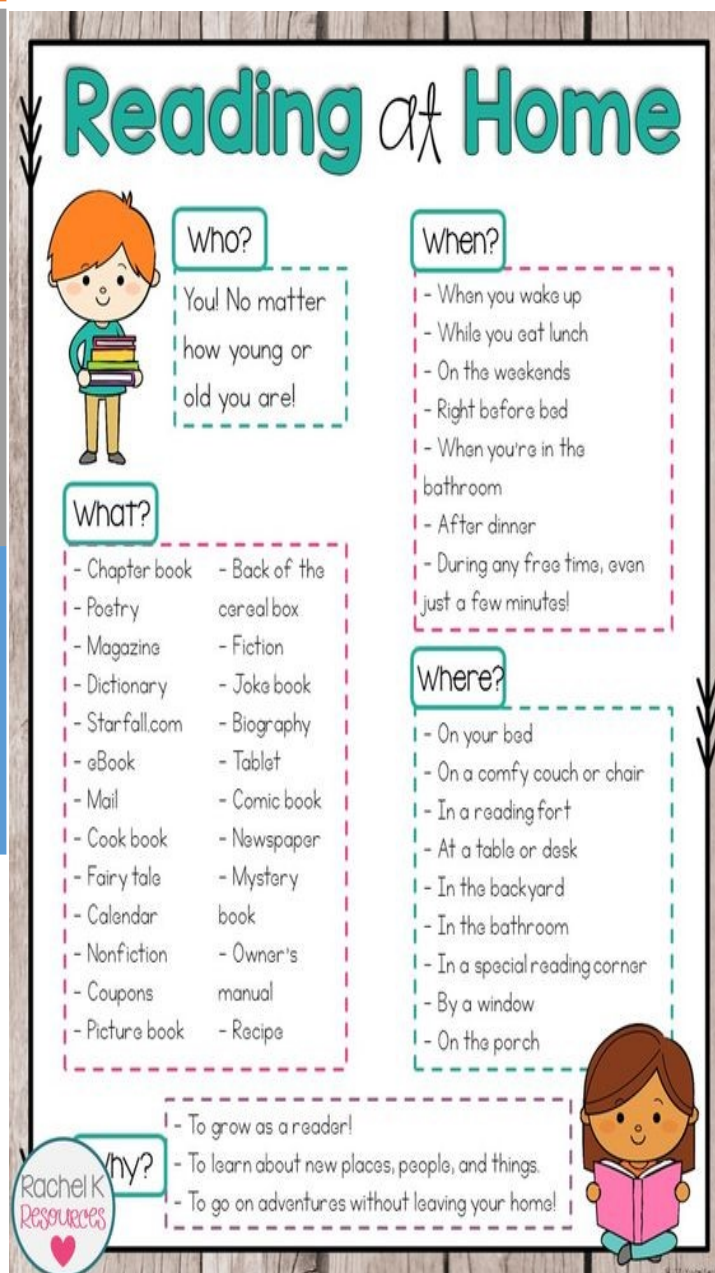 Reading at Home
Who?
You! No matter
how young or
old you are!
When?
- When you wake up
- While you eat lunch
- On the weekends
- Right before bed
- When you're in the
bathroom
- After dinner
- During any free time, even
just a few minutes!
What?
- Chapter book
- Poetry
- Magazine
- Dictionary
- Starfall.com
- eBook
- Mail
- Cook book
- Fairy tale
- Calendar
- Nonfiction
- Coupons
- Picture book
- Back of the
cereal box
- Fiction
- Joke book
- Biography
- Tablet
- Comic book
- Newspaper
- Mystery
book
- Owner's
manual
- Recipe
Where?
- On your bed
- On a comfy couch or chair
- In a reading fort
- At a table or desk
- In the backyard
- In the bathroom
- In a special reading corner
- By a window
- On the porch
hy?
- To grow as a reader!
- To learn about new places, people, and things.
- To go on adventures without leaving your home!
Rachel K
Resources